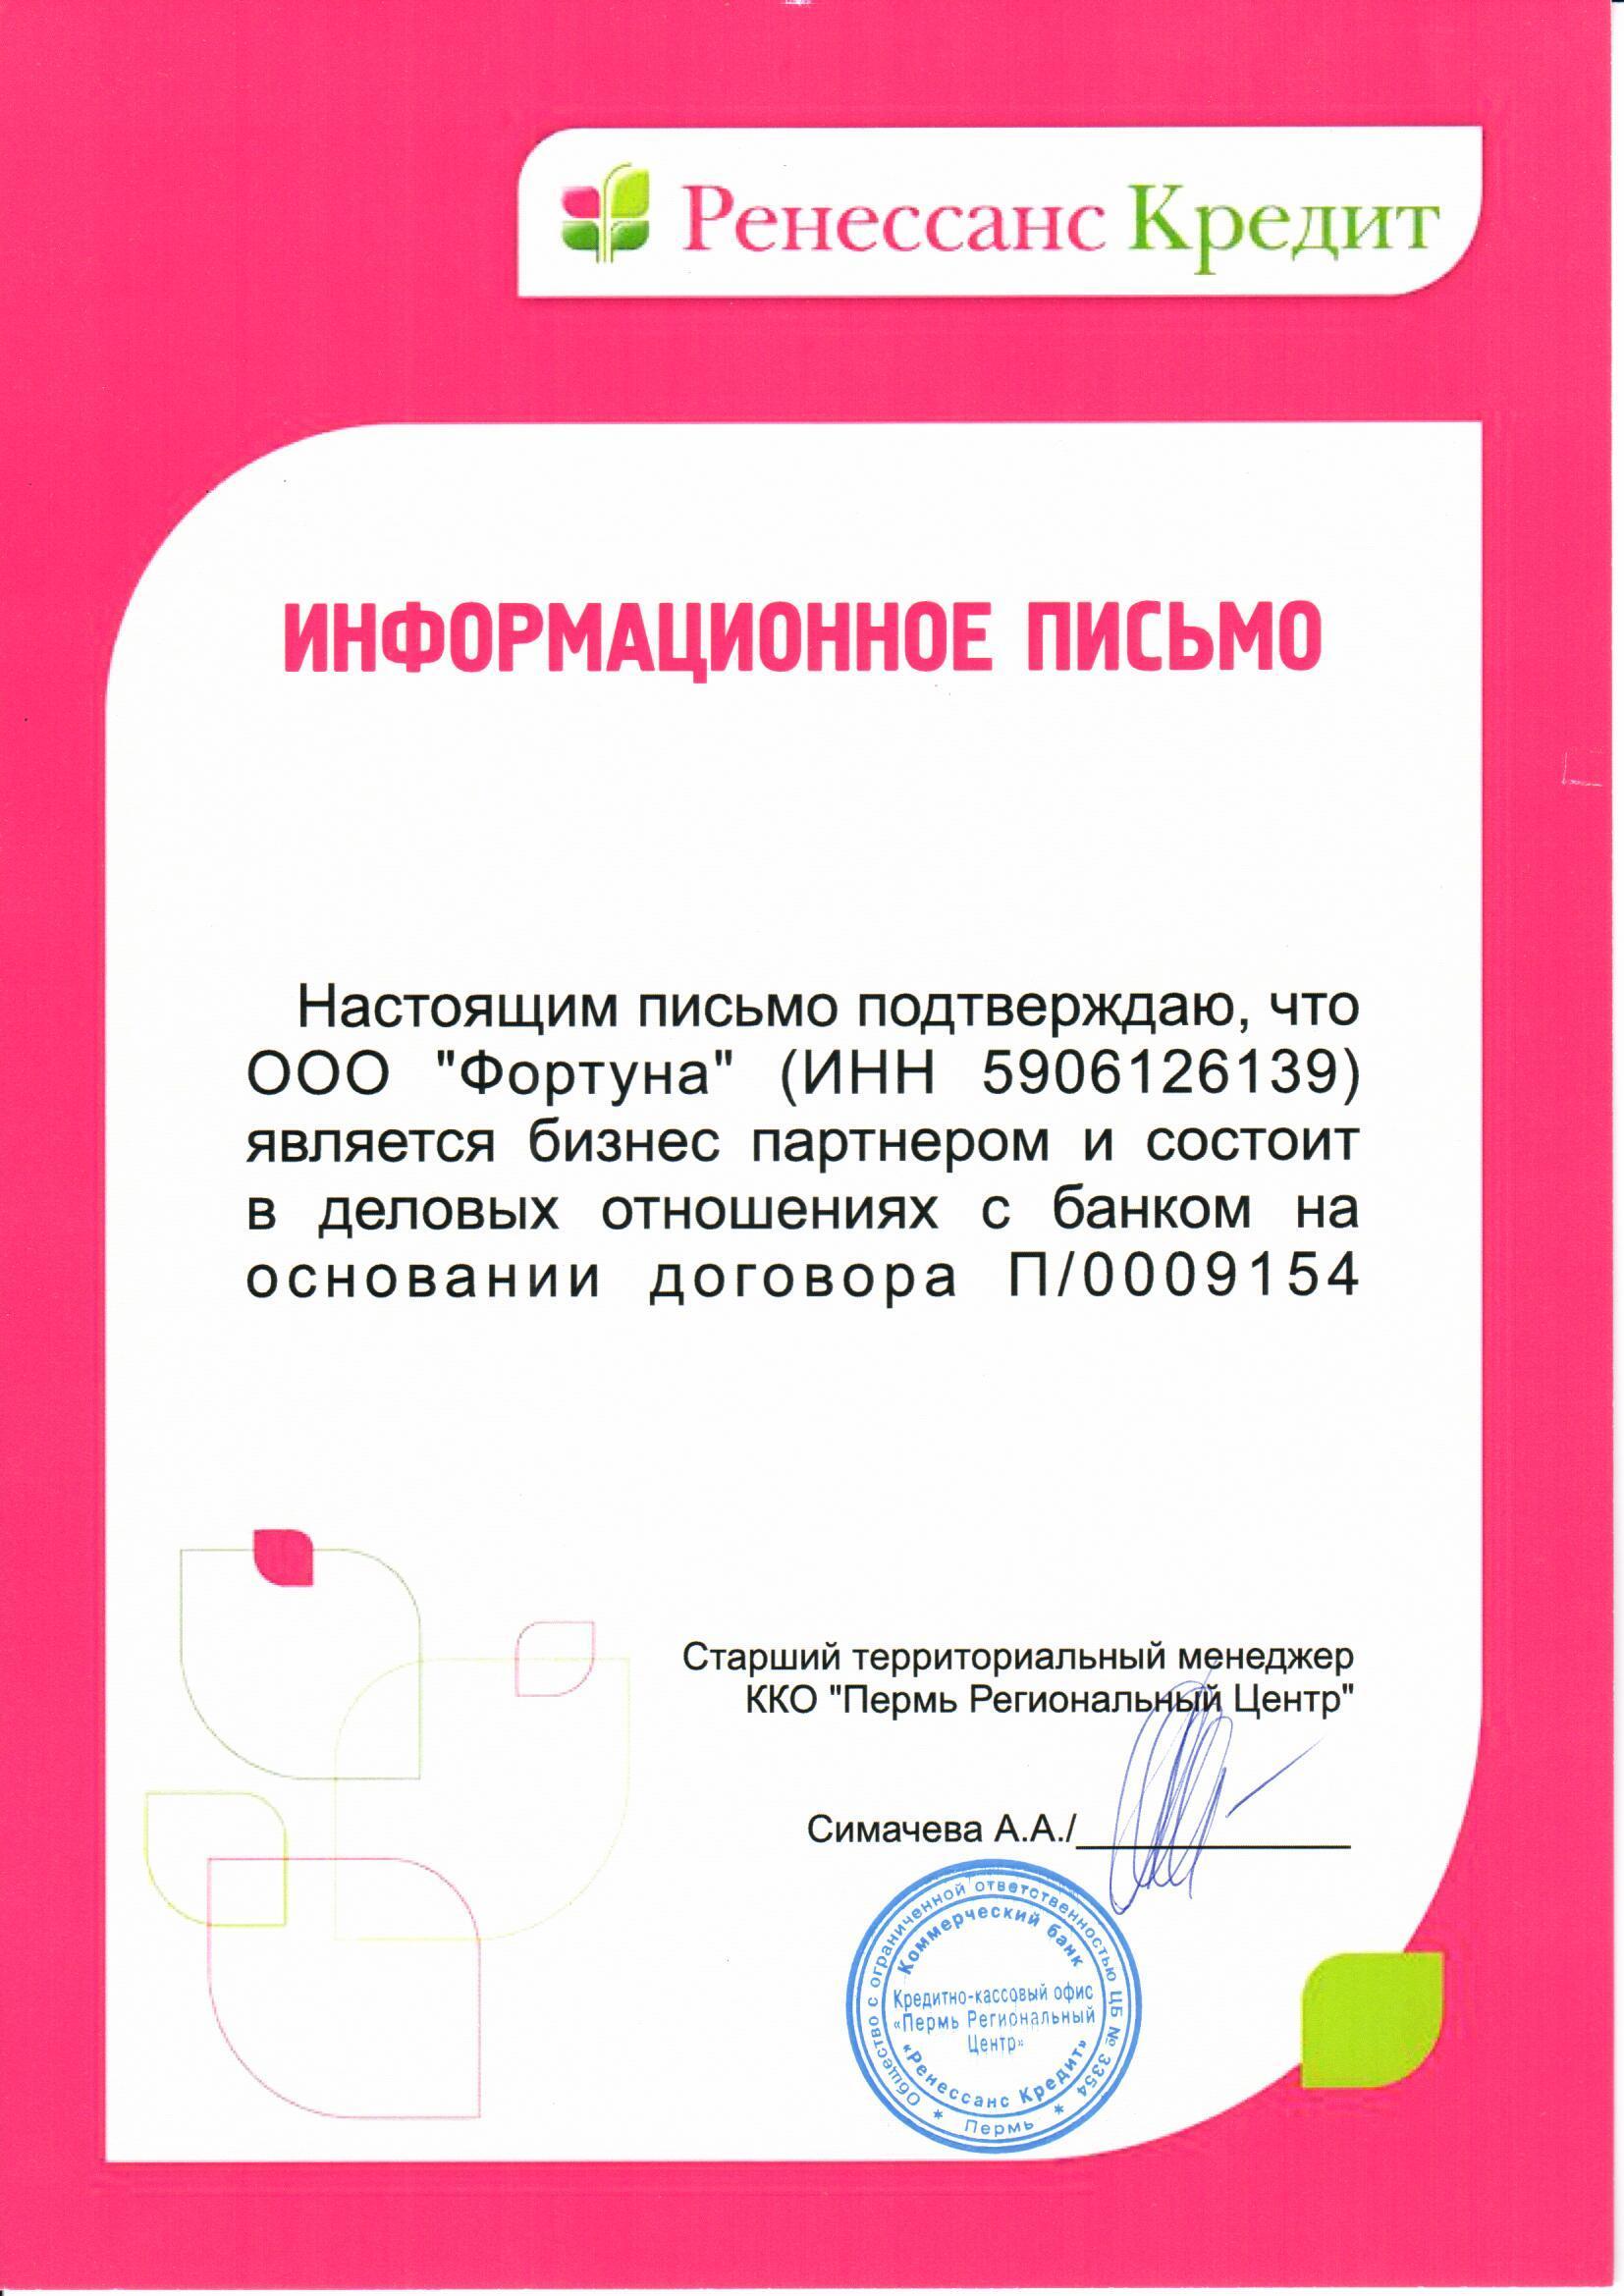 Ренессанс Кредит
ИНФОРМАЦИОННОЕ ПИСЬМО
Настоящим письмо подтверждаю, что
ООО "Фортуна" (ИНН 5906126139)
является бизнес партнером и состоит
в деловых отношениях с банком на
основании договора П/0009154
Старший территориальный менеджер
ККО "Пермь Региональный Центр"
Симачева А.А./
Общество с ограниченной ответственностью ЦБ № 3354
Коммерческий банк
Кредитно-кассовый офис
«Пермь Региональный
Центр»
«Ренессанс Кредит»
* Пермь *